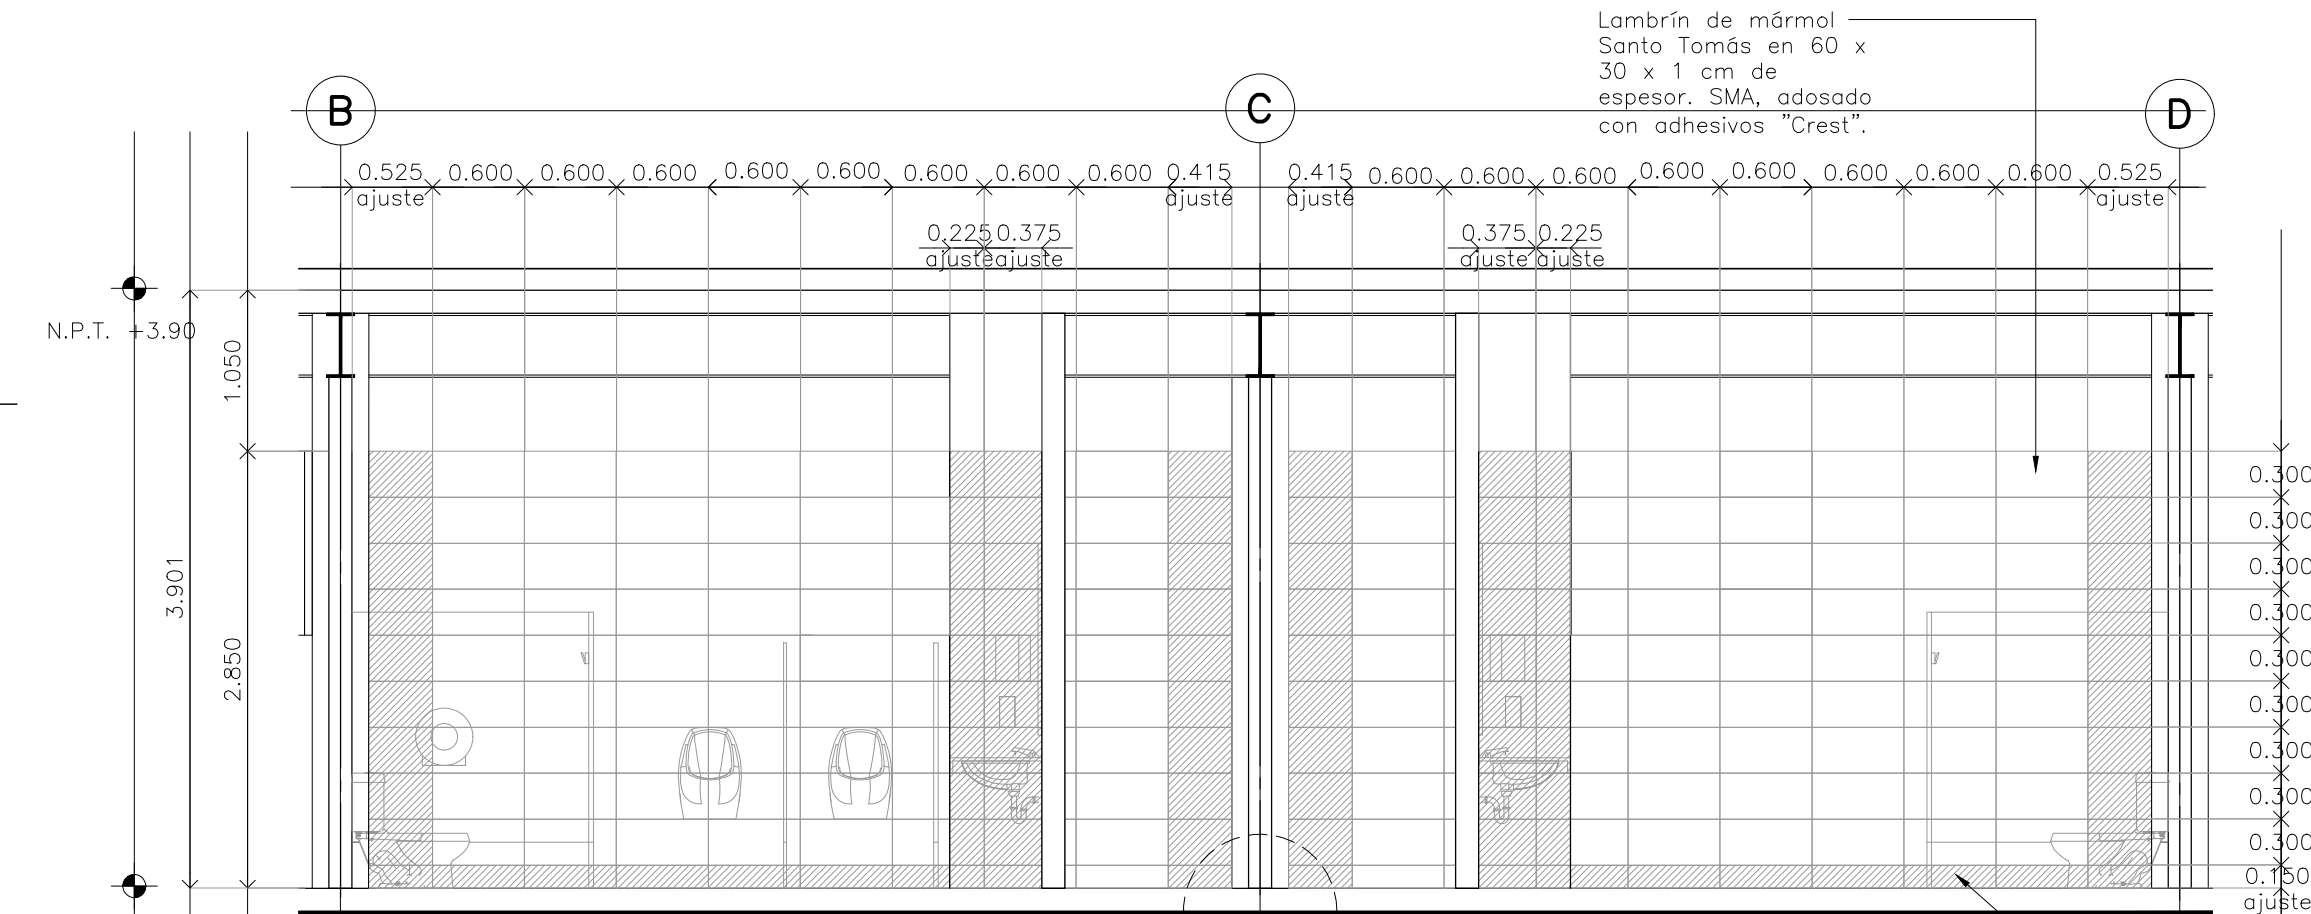 Lambrín de mármol
Santo Tomás en 60 x
30 x 1 cm de
espesor. SMA, adosado
con adhesivos "Crest".
B
C
D
0.525 0.600 0.600 0.600 0.600 0.600 0.600 0.600 0.600 0.415 0.415 0.600 0.600 0.600 0.600 0.600 0.600 0.600 0.600 0.525
ajuste ajuste ajuste ajuste
0.225 0.375 0.375 0.225
ajuste ajuste ajuste ajuste
N.P.T. +3.90
1.050
3.901
2.850
0.300
0.300
0.300
0.300
0.300
0.300
0.300
0.300
0.300
0.150
ajuste